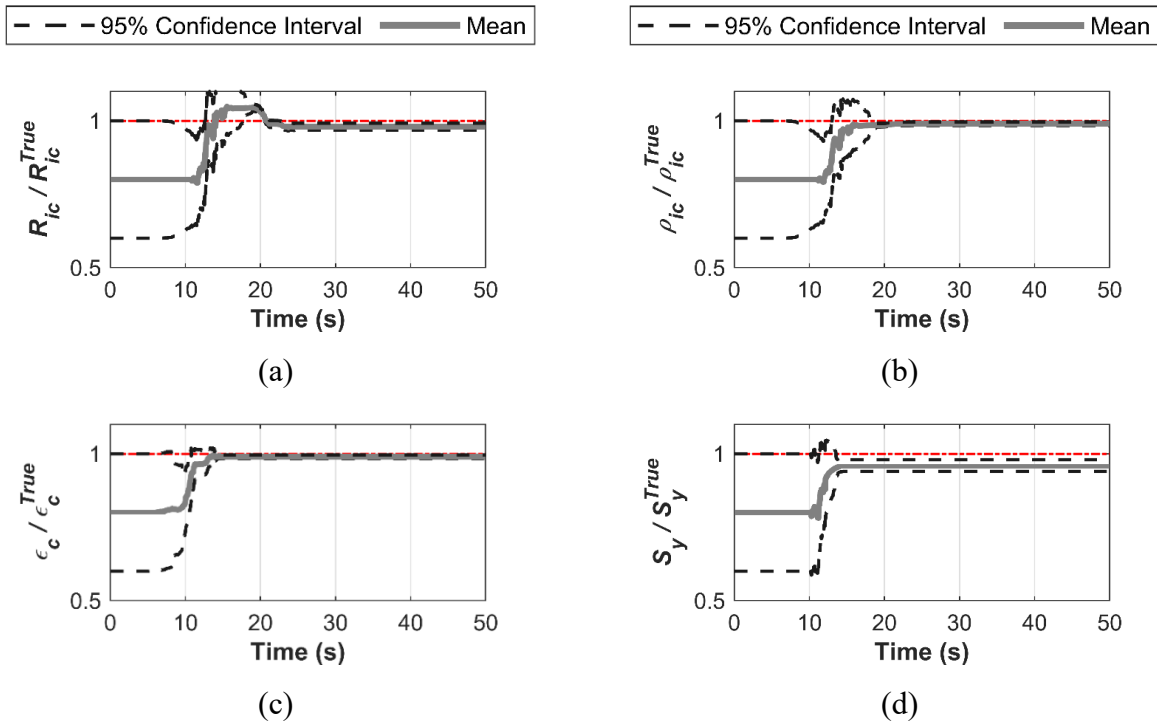 95% Confidence Interval Mean
95% Confidence Interval Mean
R_ic / R_ic^True
1
0.5
0 10 20 30 40 50
Time (s)
(a)
ρ_ic / ρ_ic^True
1
0.5
0 10 20 30 40 50
Time (s)
(b)
ϵ_c / ϵ_c^True
1
0.5
0 10 20 30 40 50
Time (s)
(c)
S_y / S_y^True
1
0.5
0 10 20 30 40 50
Time (s)
(d)